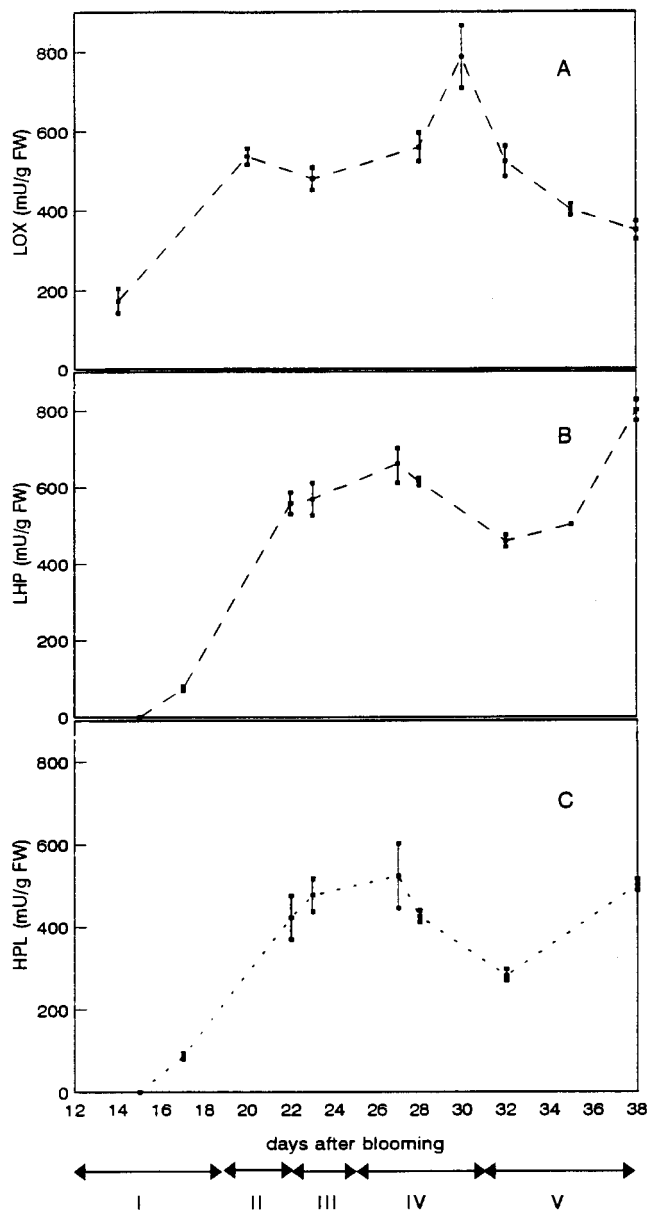 A
LOX (mU/g FW)
800
600
400
200
0
B
LHP (mU/g FW)
800
600
400
200
0
C
HPL (mU/g FW)
800
600
400
200
0
12 14 16 18 20 22 24 26 28 30 32 34 36 38
days after blooming
I II III IV V